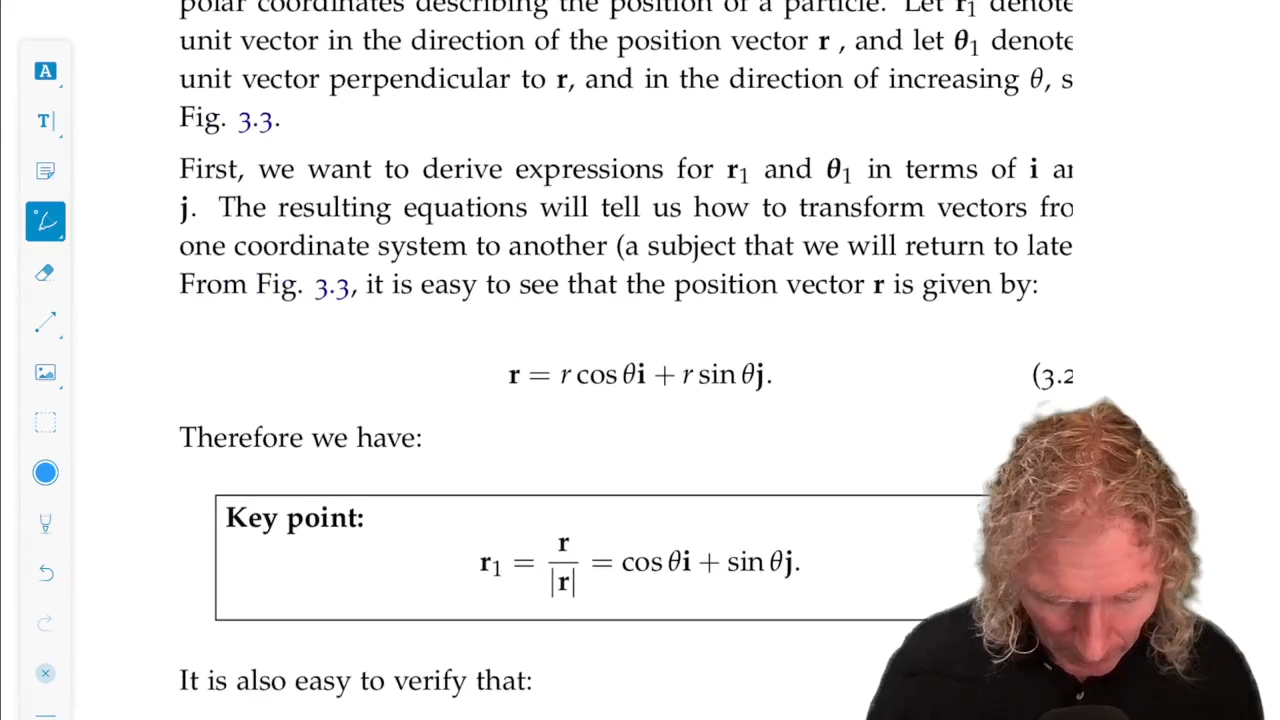 polar coordinates describing the position of a particle. Let r₁ denote
unit vector in the direction of the position vector r , and let θ₁ denote
unit vector perpendicular to r, and in the direction of increasing θ, s
Fig. 3.3.
First, we want to derive expressions for r₁ and θ₁ in terms of i
j. The resulting equations will tell us how to transform vectors
one coordinate system to another (a subject that we will return to late
From Fig. 3.3, it is easy to see that the position vector r is given by:
r = r cos θi + r sin θj. (3.2
Therefore we have:
Key point:
r₁ = r/|r| = cos θi + sin θj.
It is also easy to verify that:
A
T|